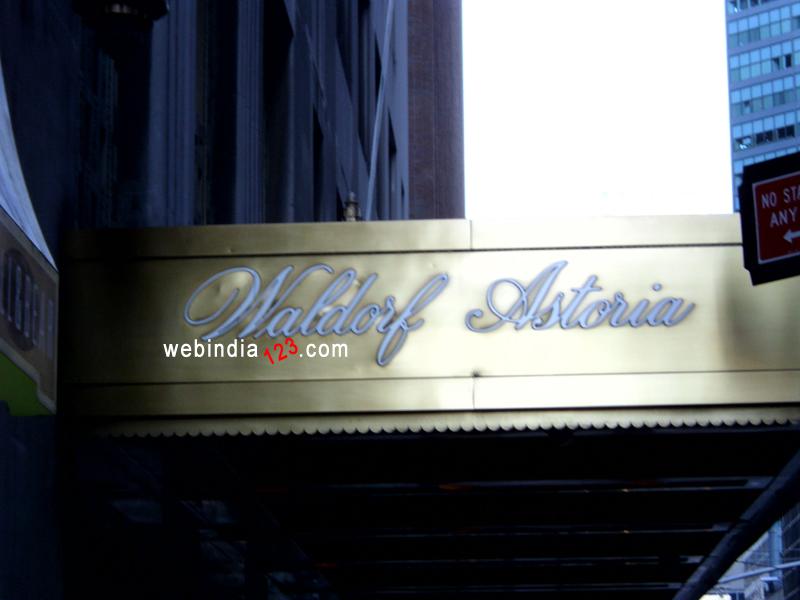 Waldorf Astoria
webindia123.com
NO STA
ANY